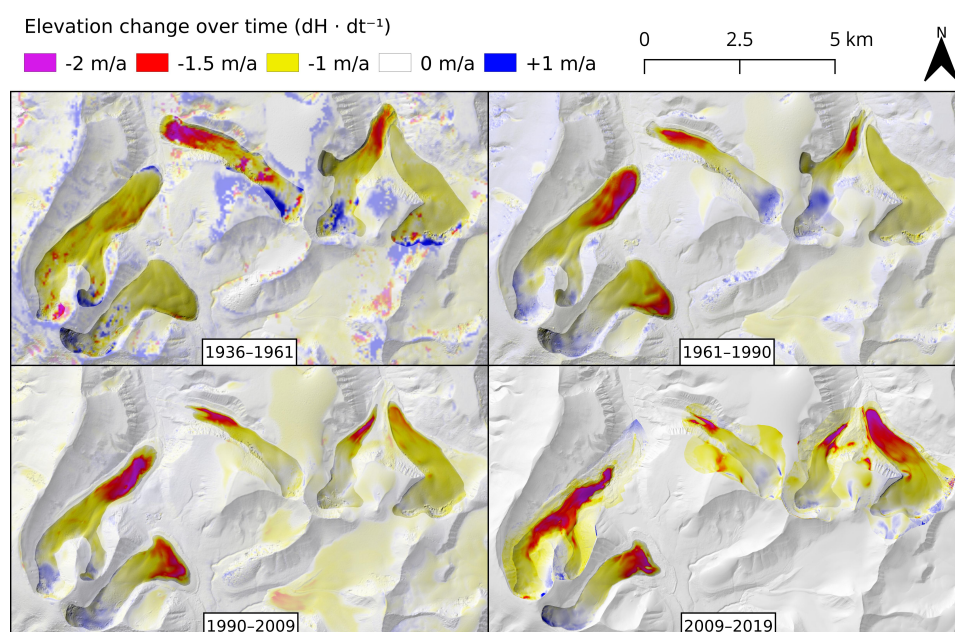 Elevation change over time (dH · dt⁻¹)
-2 m/a -1.5 m/a -1 m/a 0 m/a +1 m/a
0 2.5 5 km
N
1936–1961
1961–1990
1990–2009
2009–2019